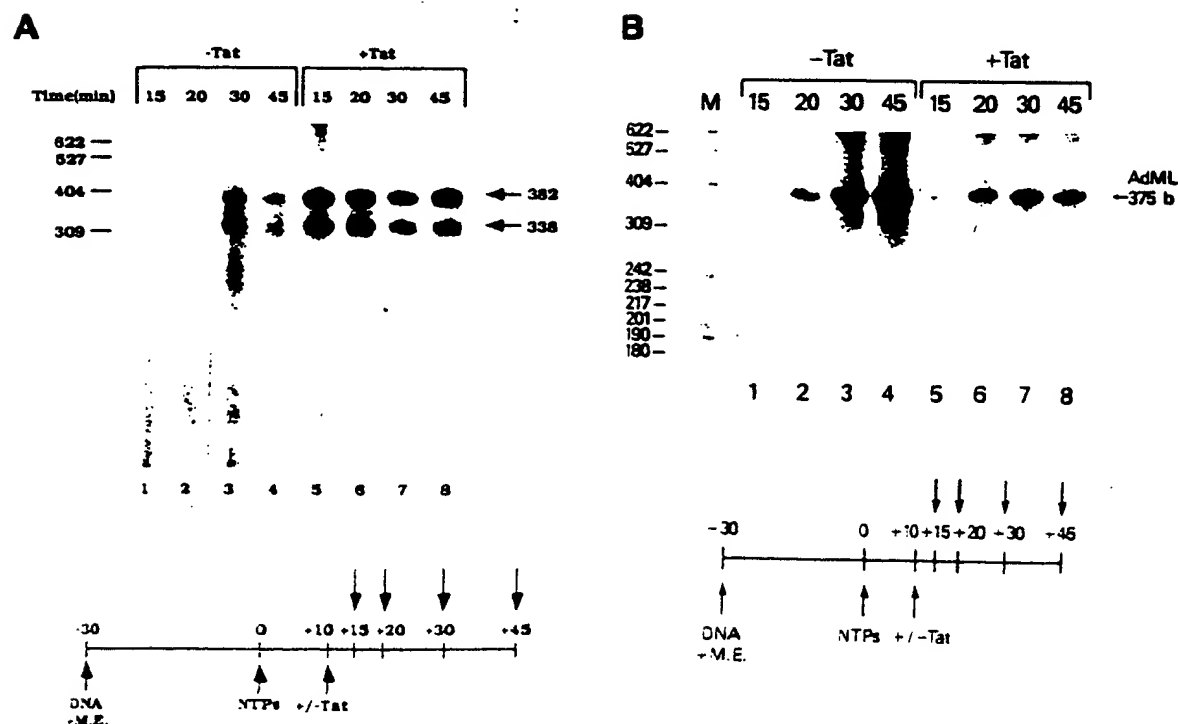 A
-Tat +Tat
Time(min) 15 20 30 45 15 20 30 45
622
527
404
309
382
338
1 2 3 4 5 6 7 8
-30 0 +10 +15 +20 +30 +45
DNA +M.E. NTPs +/-Tat
B
-Tat +Tat
M 15 20 30 45 15 20 30 45
622
527
404
309
242
238
217
201
190
180
AdML
375 b
1 2 3 4 5 6 7 8
-30 0 +10 +15 +20 +30 +45
DNA +M.E. NTPs +/-Tat